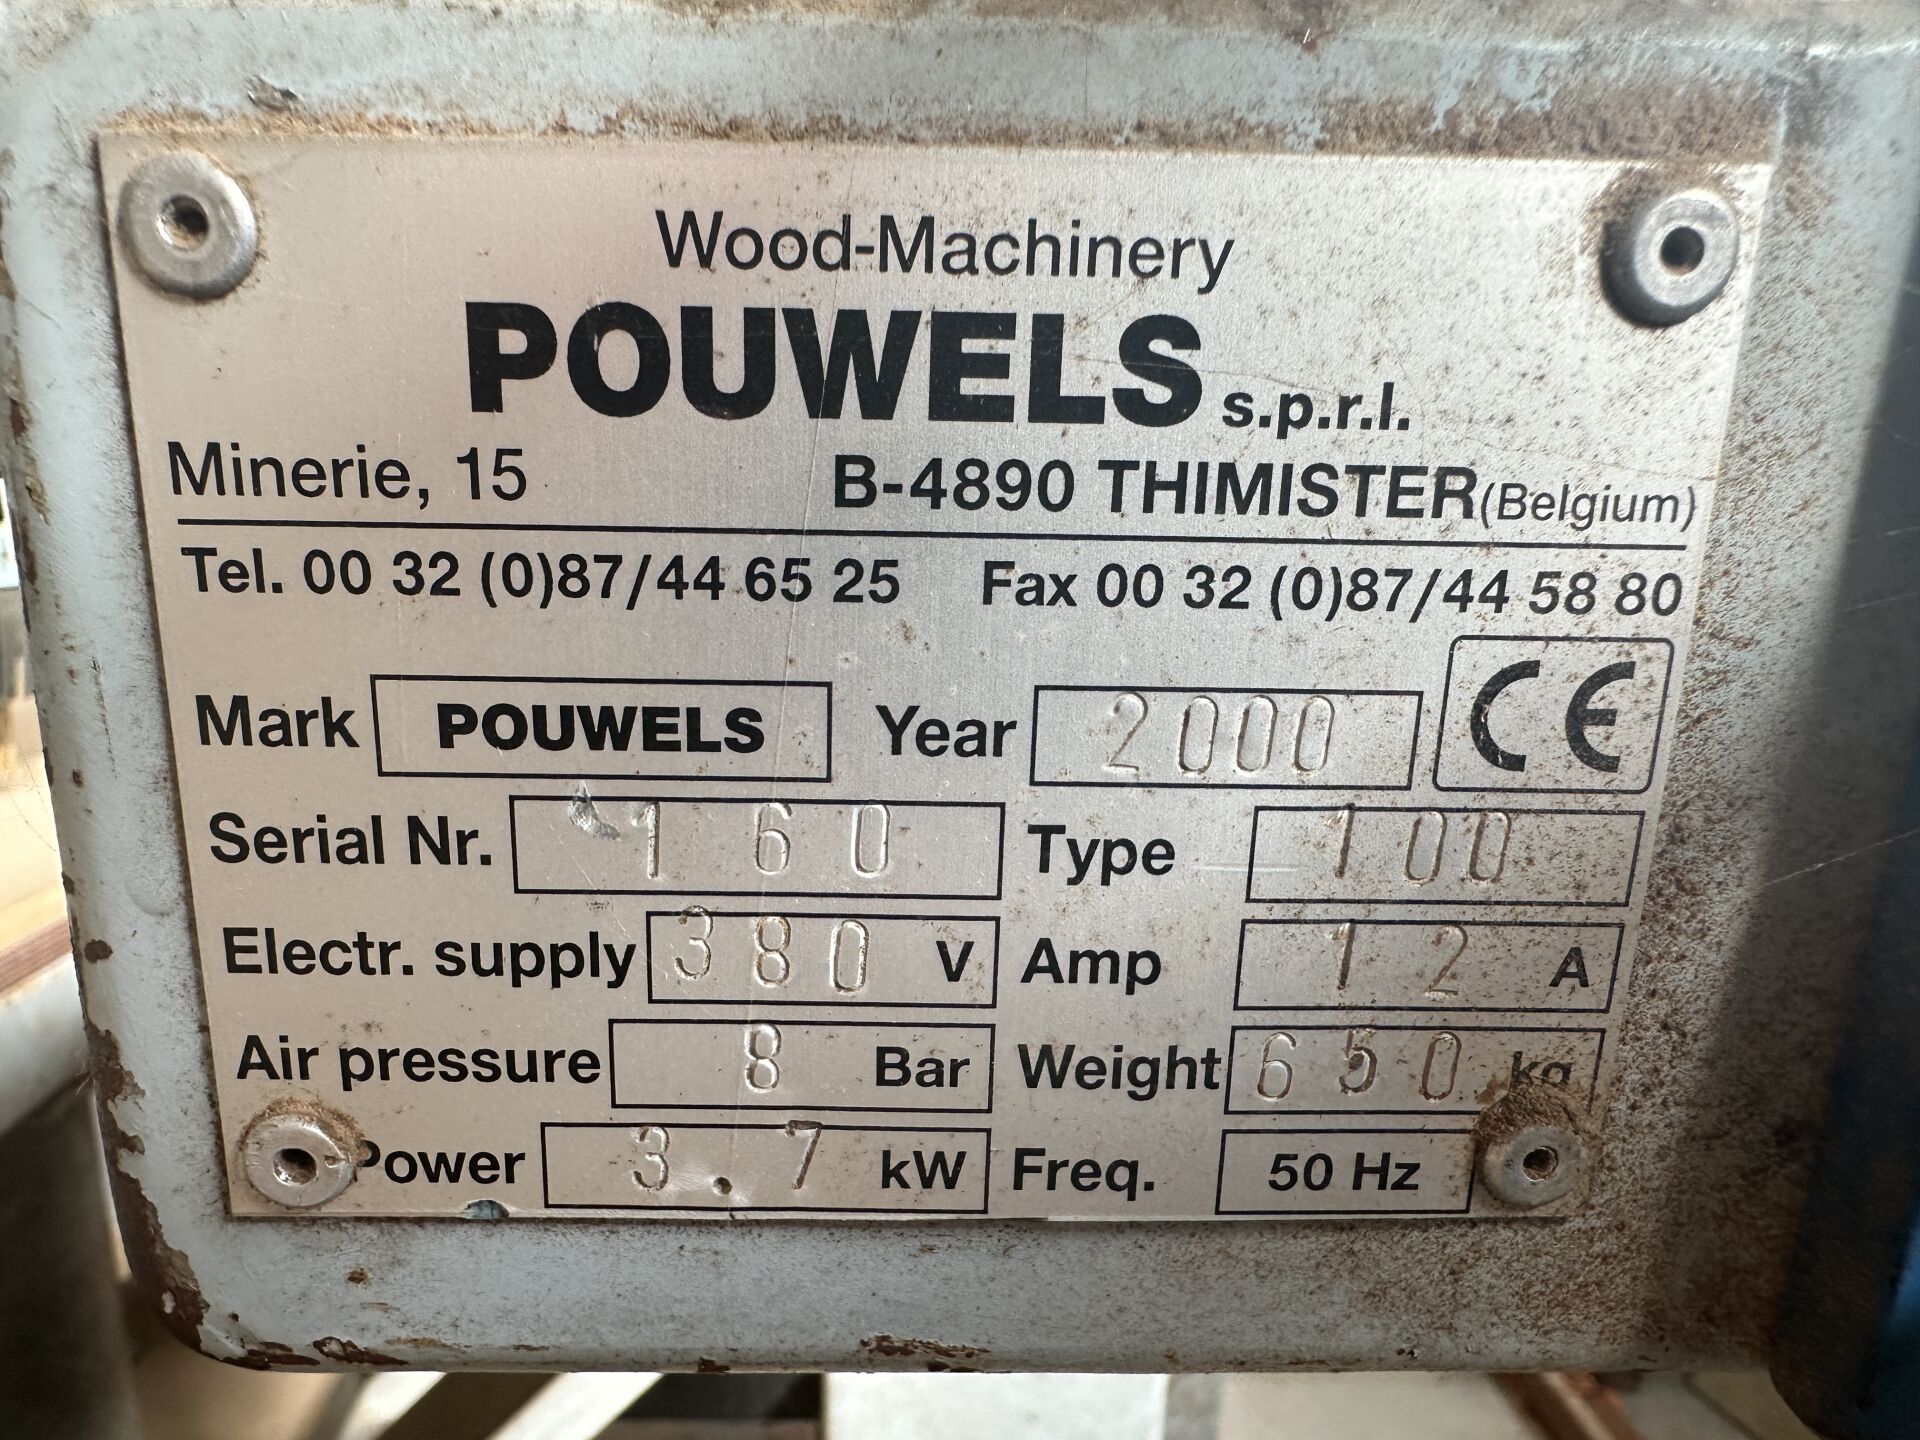 Wood-Machinery
POUWELS s.p.r.l.
Minerie, 15 B-4890 THIMISTER (Belgium)
Tel. 00 32 (0)87/44 65 25 Fax 00 32 (0)87/44 58 80
Mark POUWELS Year 2000 CE
Serial Nr. 160 Type 100
Electr. supply 380 V Amp 12 A
Air pressure 8 Bar Weight 650 kg
Power 3.7 kW Freq. 50 Hz